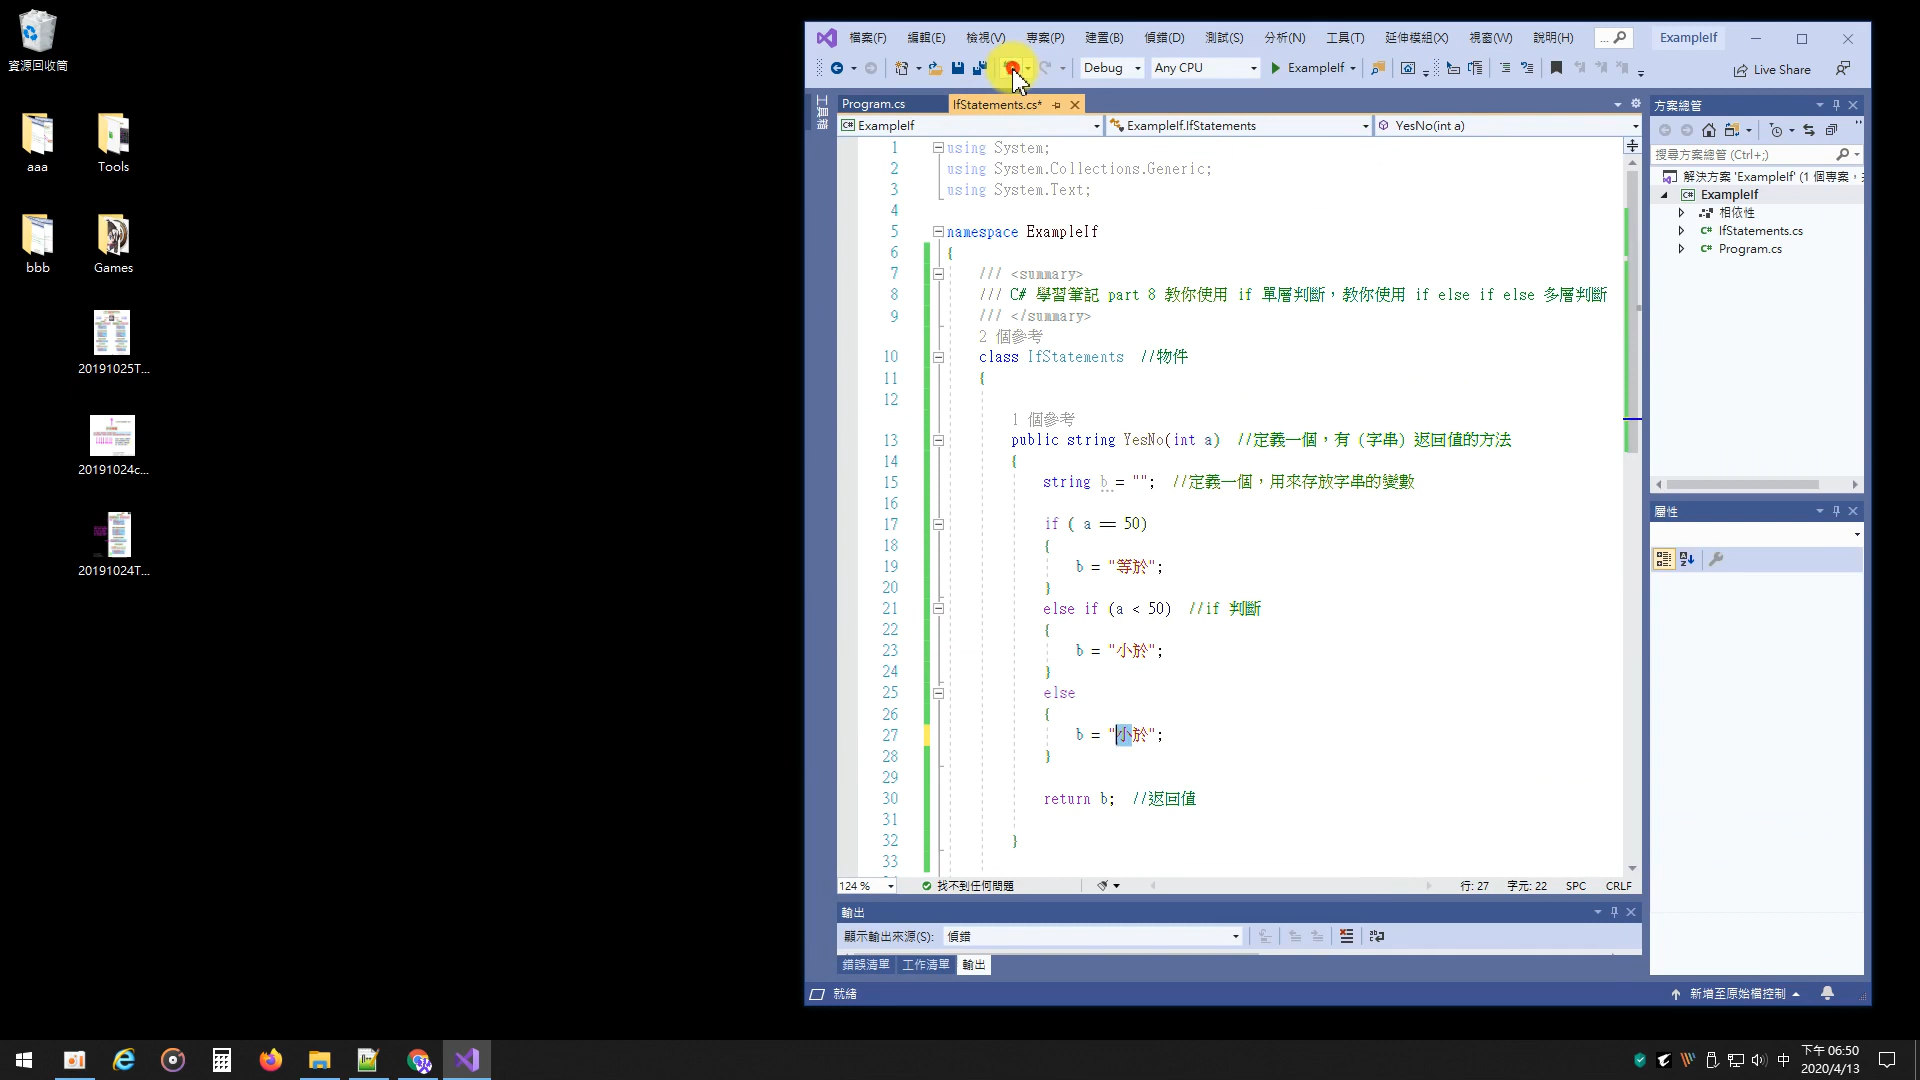 資源回收筒
aaa
Tools
bbb
Games
20191025T...
20191024c...
20191024T...
檔案(F) 編輯(E) 檢視(V) 專案(P) 建置(B) 偵錯(D) 測試(S) 分析(N) 工具(T) 延伸模組(X) 視窗(W) 說明(H) ... ExampleIf
Debug Any CPU ExampleIf Live Share
工具箱
Program.cs IfStatements.cs*
ExampleIf ExampleIf.IfStatements YesNo(int a)
1 using System;
2 using System.Collections.Generic;
3 using System.Text;
4
5 namespace ExampleIf
6 {
7 /// <summary>
8 /// C# 學習筆記 part 8 教你使用 if 單層判斷，教你使用 if else if else 多層判斷
9 /// </summary>
2 個參考
10 class IfStatements //物件
11 {
12
1 個參考
13 public string YesNo(int a) //定義一個，有 (字串) 返回值的方法
14 {
15 string b = ""; //定義一個，用來存放字串的變數
16
17 if ( a == 50)
18 {
19 b = "等於";
20 }
21 else if (a < 50) //if 判斷
22 {
23 b = "小於";
24 }
25 else
26 {
27 b = "小於";
28 }
29
30 return b; //返回值
31
32 }
33
124 % 找不到任何問題 行: 27 字元: 22 SPC CRLF
輸出
顯示輸出來源(S): 偵錯
錯誤清單 工作清單 輸出
就緒 新增至原始檔控制
方案總管
搜尋方案總管 (Ctrl+;)
解決方案 'ExampleIf' (1 個專案，
ExampleIf
相依性
IfStatements.cs
Program.cs
屬性
中 下午 06:50
2020/4/13